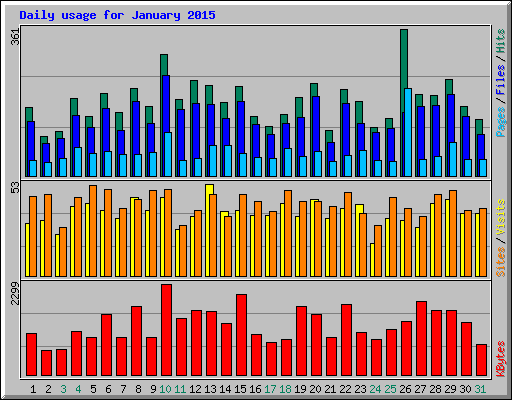 Daily usage for January 2015
361
Pages / Files / Hits
53
Sites / Visits
2299
KBytes
1 2 3 4 5 6 7 8 9 10 11 12 13 14 15 16 17 18 19 20 21 22 23 24 25 26 27 28 29 30 31